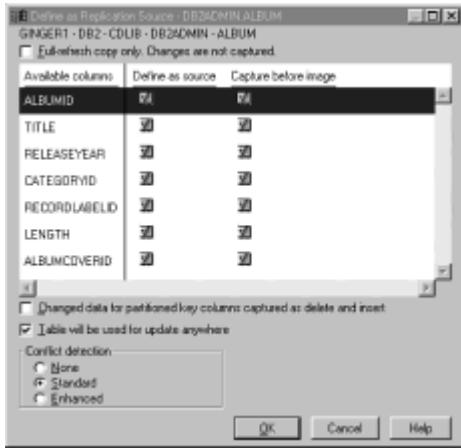 Define as Replication Source - DB2ADMIN.ALBUM
GINGER1 - DB2 - CDLIB - DB2ADMIN - ALBUM
Full-refresh copy only. Changes are not captured.
Available columns Define as source Capture before image
ALBUMID
TITLE
RELEASEYEAR
CATEGORYID
RECORDLABELID
LENGTH
ALBUMCOVERID
Changed data for partitioned key columns captured as delete and insert
Table will be used for update anywhere
Conflict detection
None
Standard
Enhanced
OK Cancel Help